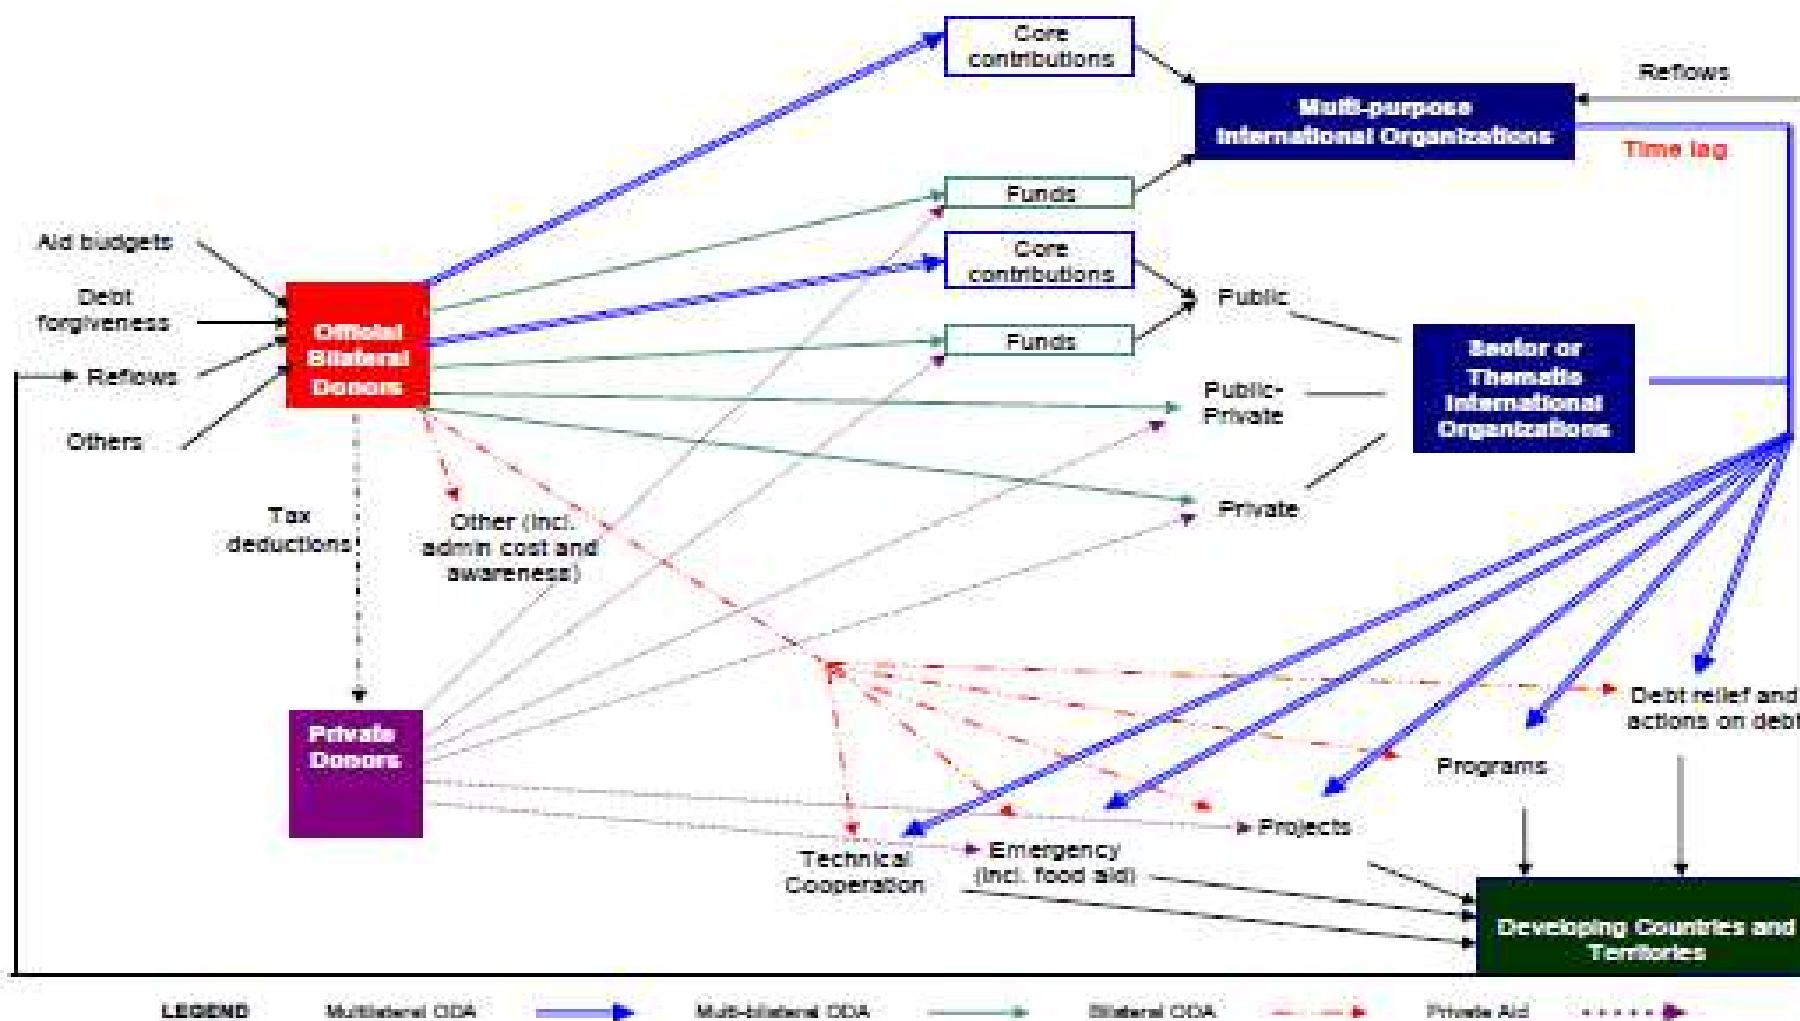 Core
contributions
Reflows
Multi-purpose
International Organizations
Time lag
Funds
Aid budgets
Core
contributions
Debt
forgiveness
Public
Official
Bilateral
Donors
Funds
Sector or
Thematic
International
Organizations
Reflows
Public-
Private
Others
Private
Tax
deductions
Other (incl.
admin cost and
awareness)
Debt relief and
actions on debt
Private
Donors
Programs
Projects
Technical
Cooperation
Emergency
(incl. food aid)
Developing Countries and
Territories
LEGEND Multilateral ODA Multi-bilateral ODA Bilateral ODA Private Aid